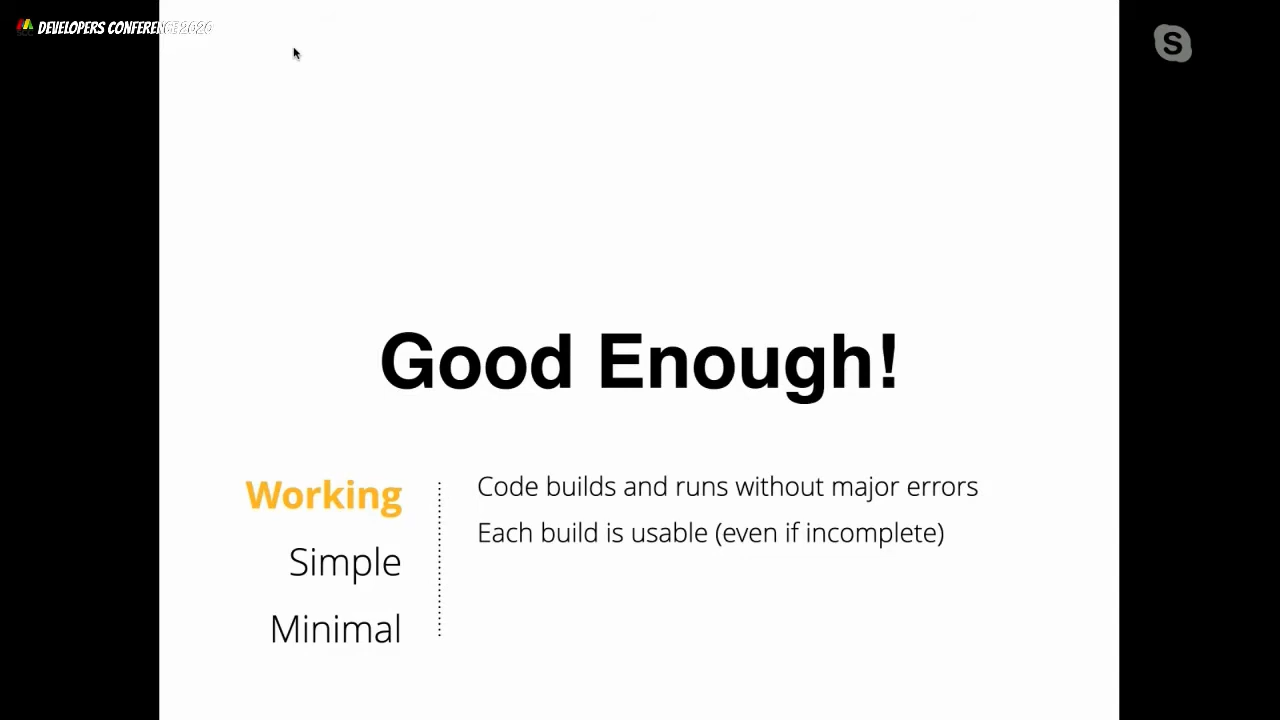 DEVELOPERS CONFERENCE 2020
S
Good Enough!
Working
Simple
Minimal
Code builds and runs without major errors
Each build is usable (even if incomplete)